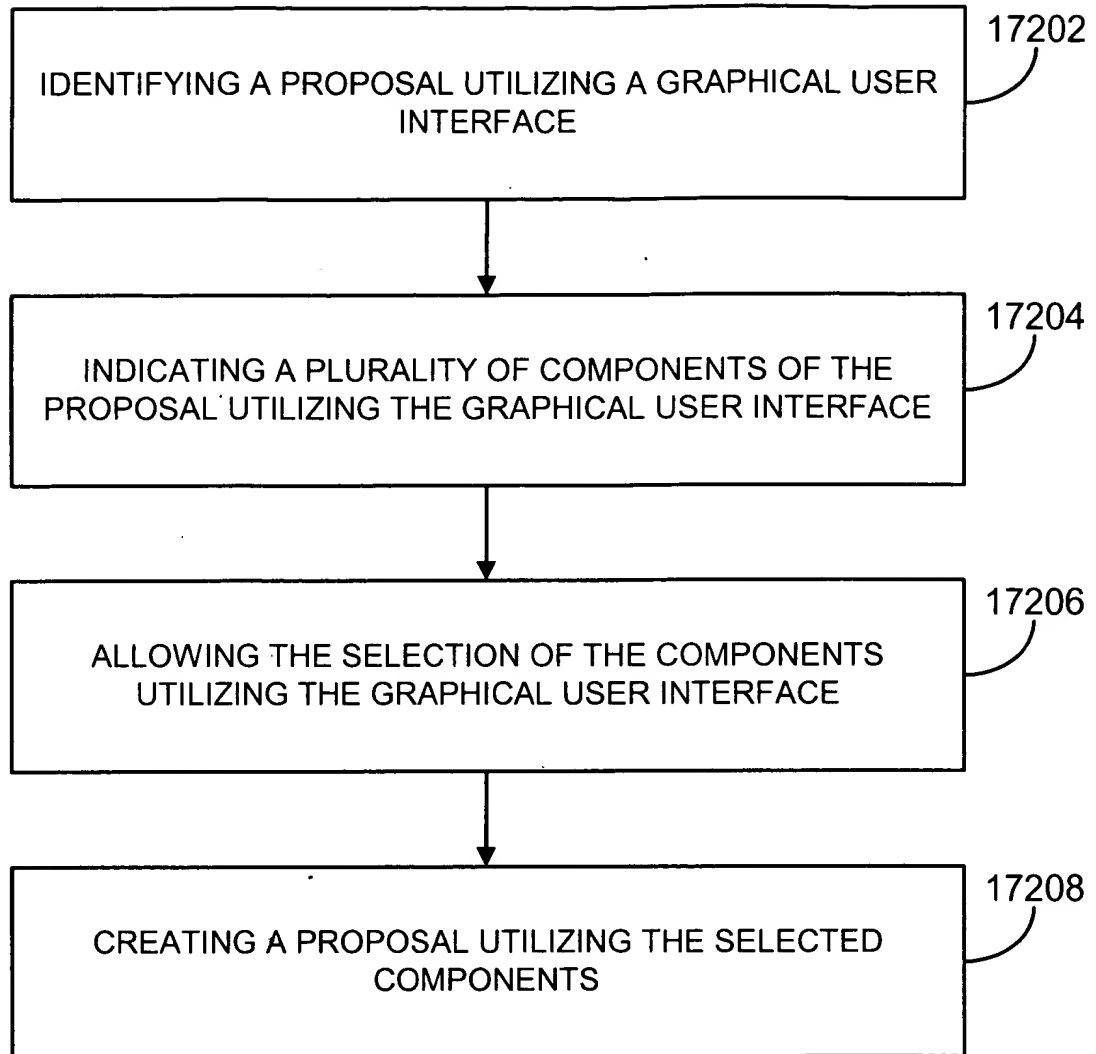 17202
IDENTIFYING A PROPOSAL UTILIZING A GRAPHICAL USER
INTERFACE
17204
INDICATING A PLURALITY OF COMPONENTS OF THE
PROPOSAL UTILIZING THE GRAPHICAL USER INTERFACE
17206
ALLOWING THE SELECTION OF THE COMPONENTS
UTILIZING THE GRAPHICAL USER INTERFACE
17208
CREATING A PROPOSAL UTILIZING THE SELECTED
COMPONENTS